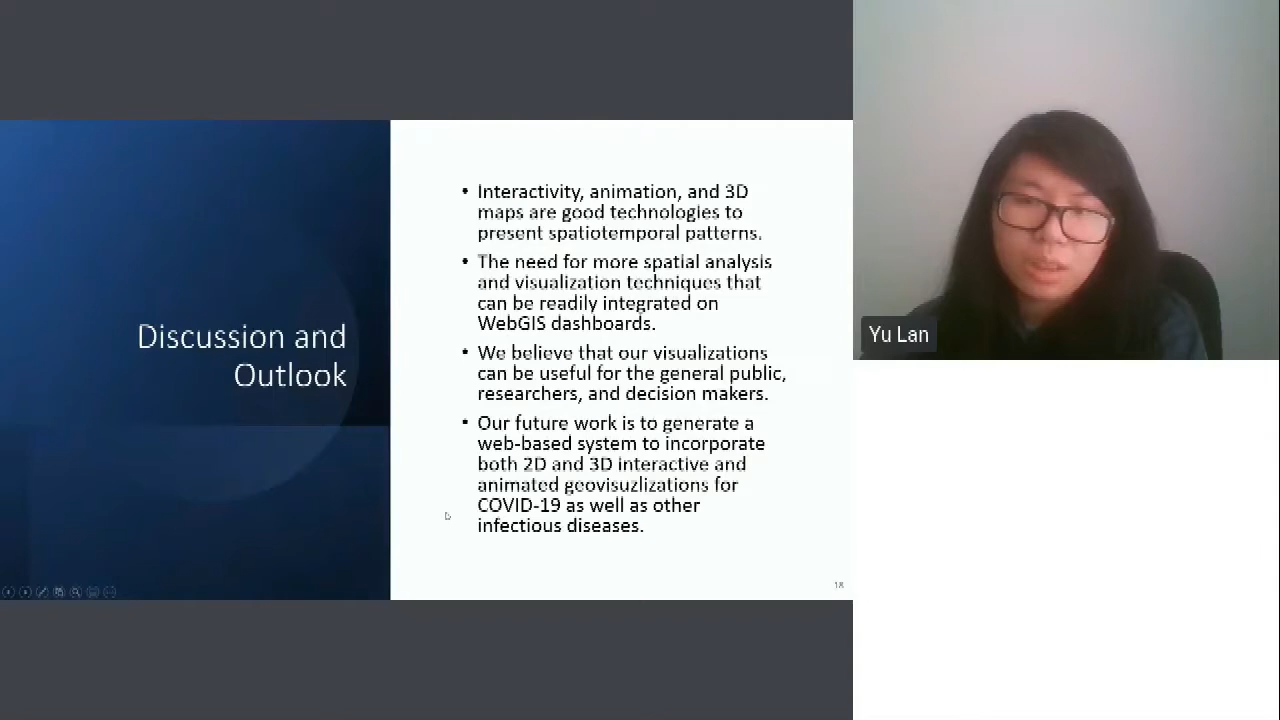 Discussion and
Outlook
• Interactivity, animation, and 3D
maps are good technologies to
present spatiotemporal patterns.
• The need for more spatial analysis
and visualization techniques that
can be readily integrated on
WebGIS dashboards.
• We believe that our visualizations
can be useful for the general public,
researchers, and decision makers.
• Our future work is to generate a
web-based system to incorporate
both 2D and 3D interactive and
animated geovisuzlizations for
COVID-19 as well as other
infectious diseases.
18
Yu Lan